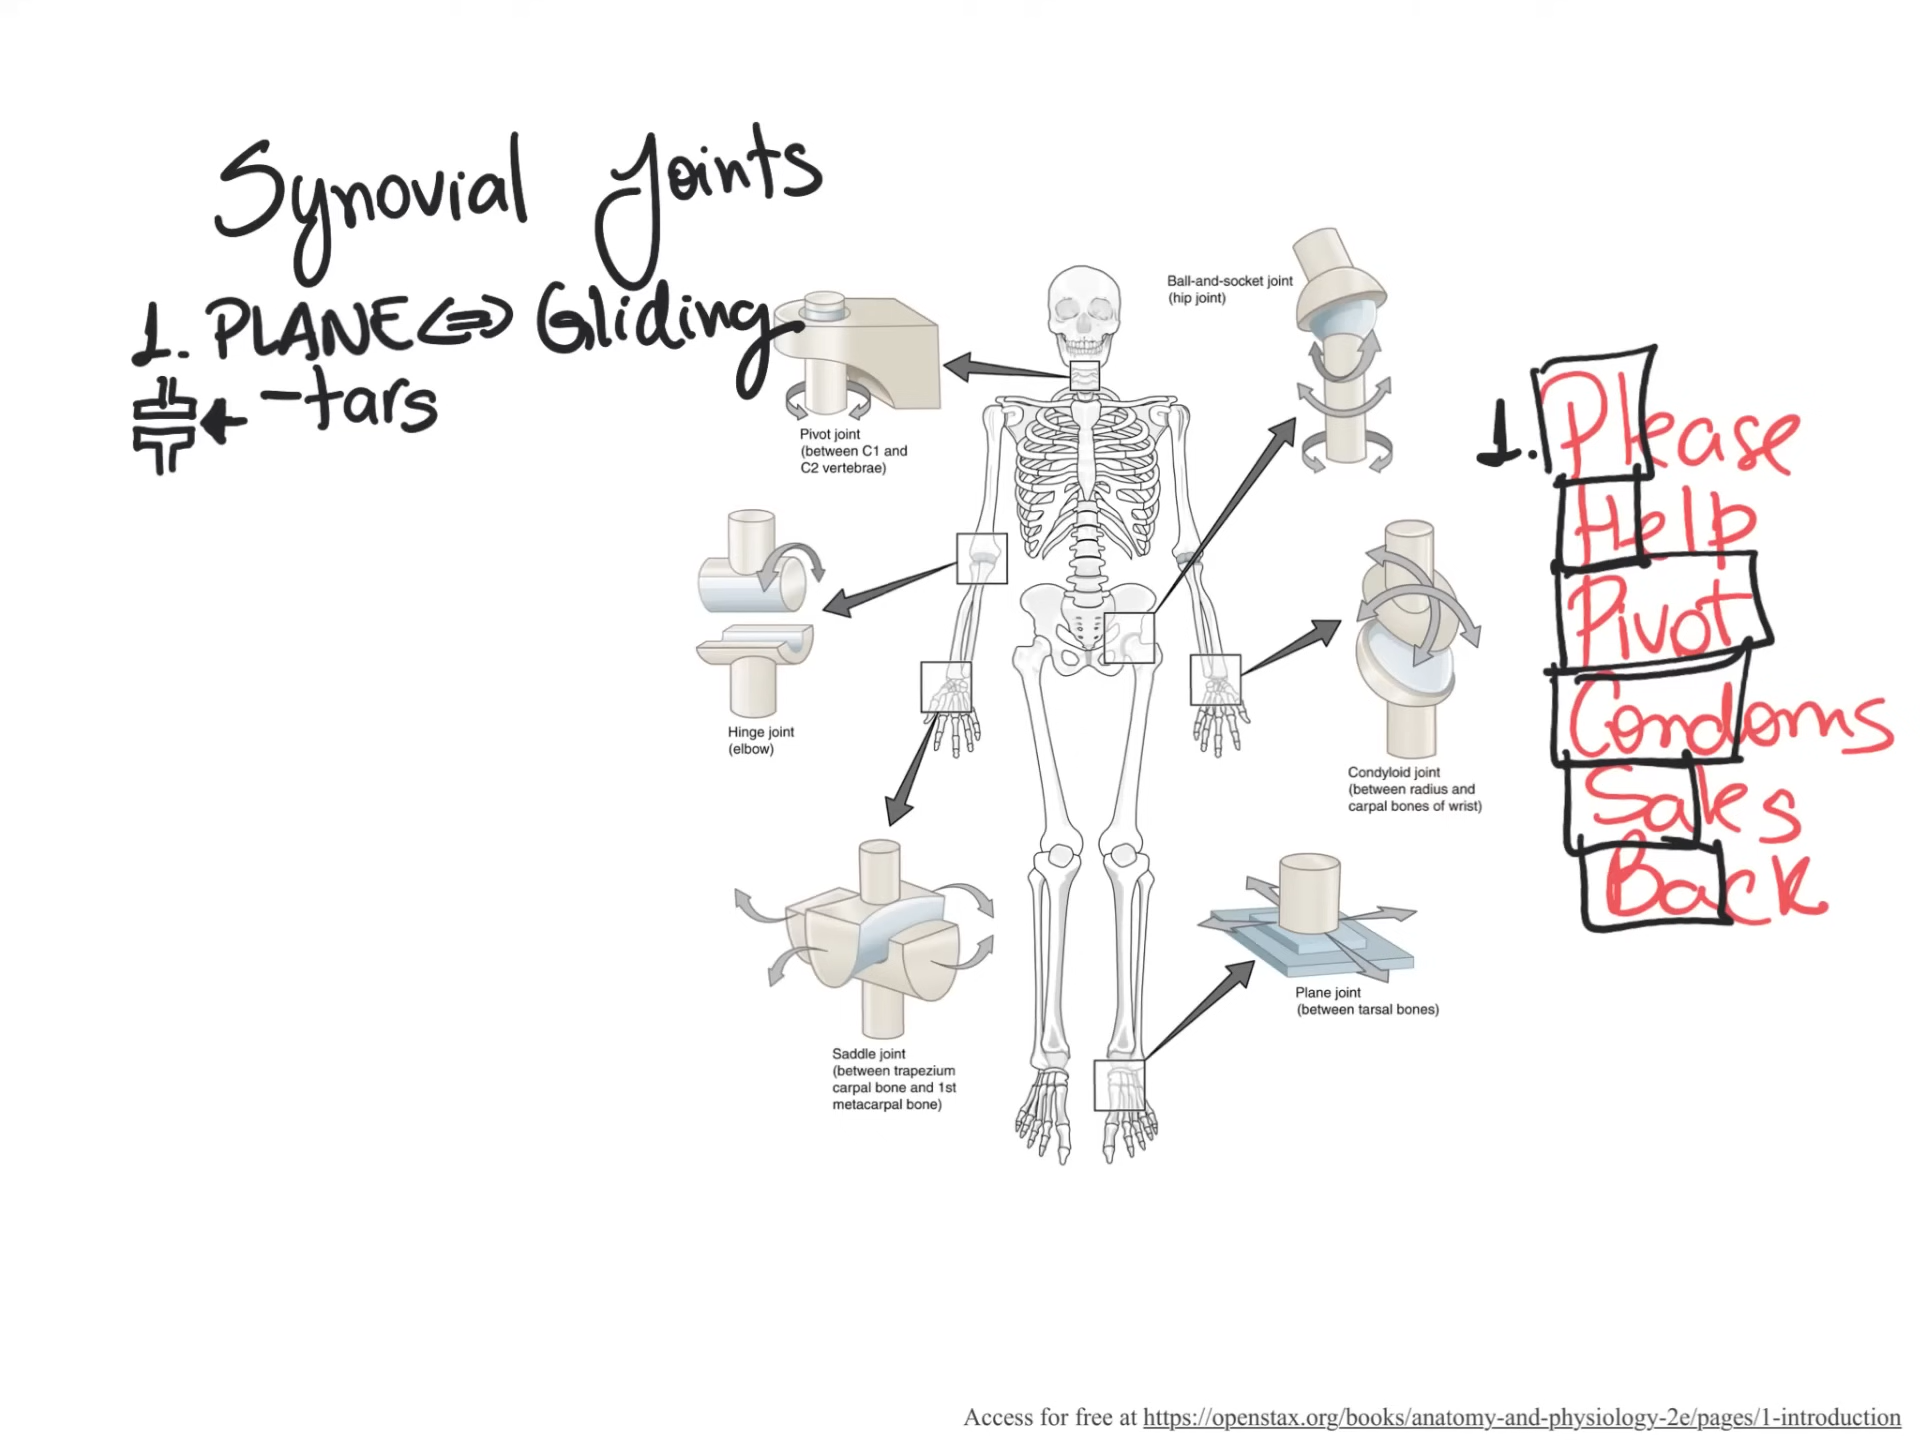 Synovial Joints
1. PLANE <=> Gliding
-tars
Ball-and-socket joint
(hip joint)
Pivot joint
(between C1 and
C2 vertebrae)
Hinge joint
(elbow)
Condyloid joint
(between radius and
carpal bones of wrist)
Saddle joint
(between trapezium
carpal bone and 1st
metacarpal bone)
Plane joint
(between tarsal bones)
1. Please
Help
Pivot
Condoms
Sales
Back
Access for free at https://openstax.org/books/anatomy-and-physiology-2e/pages/1-introduction